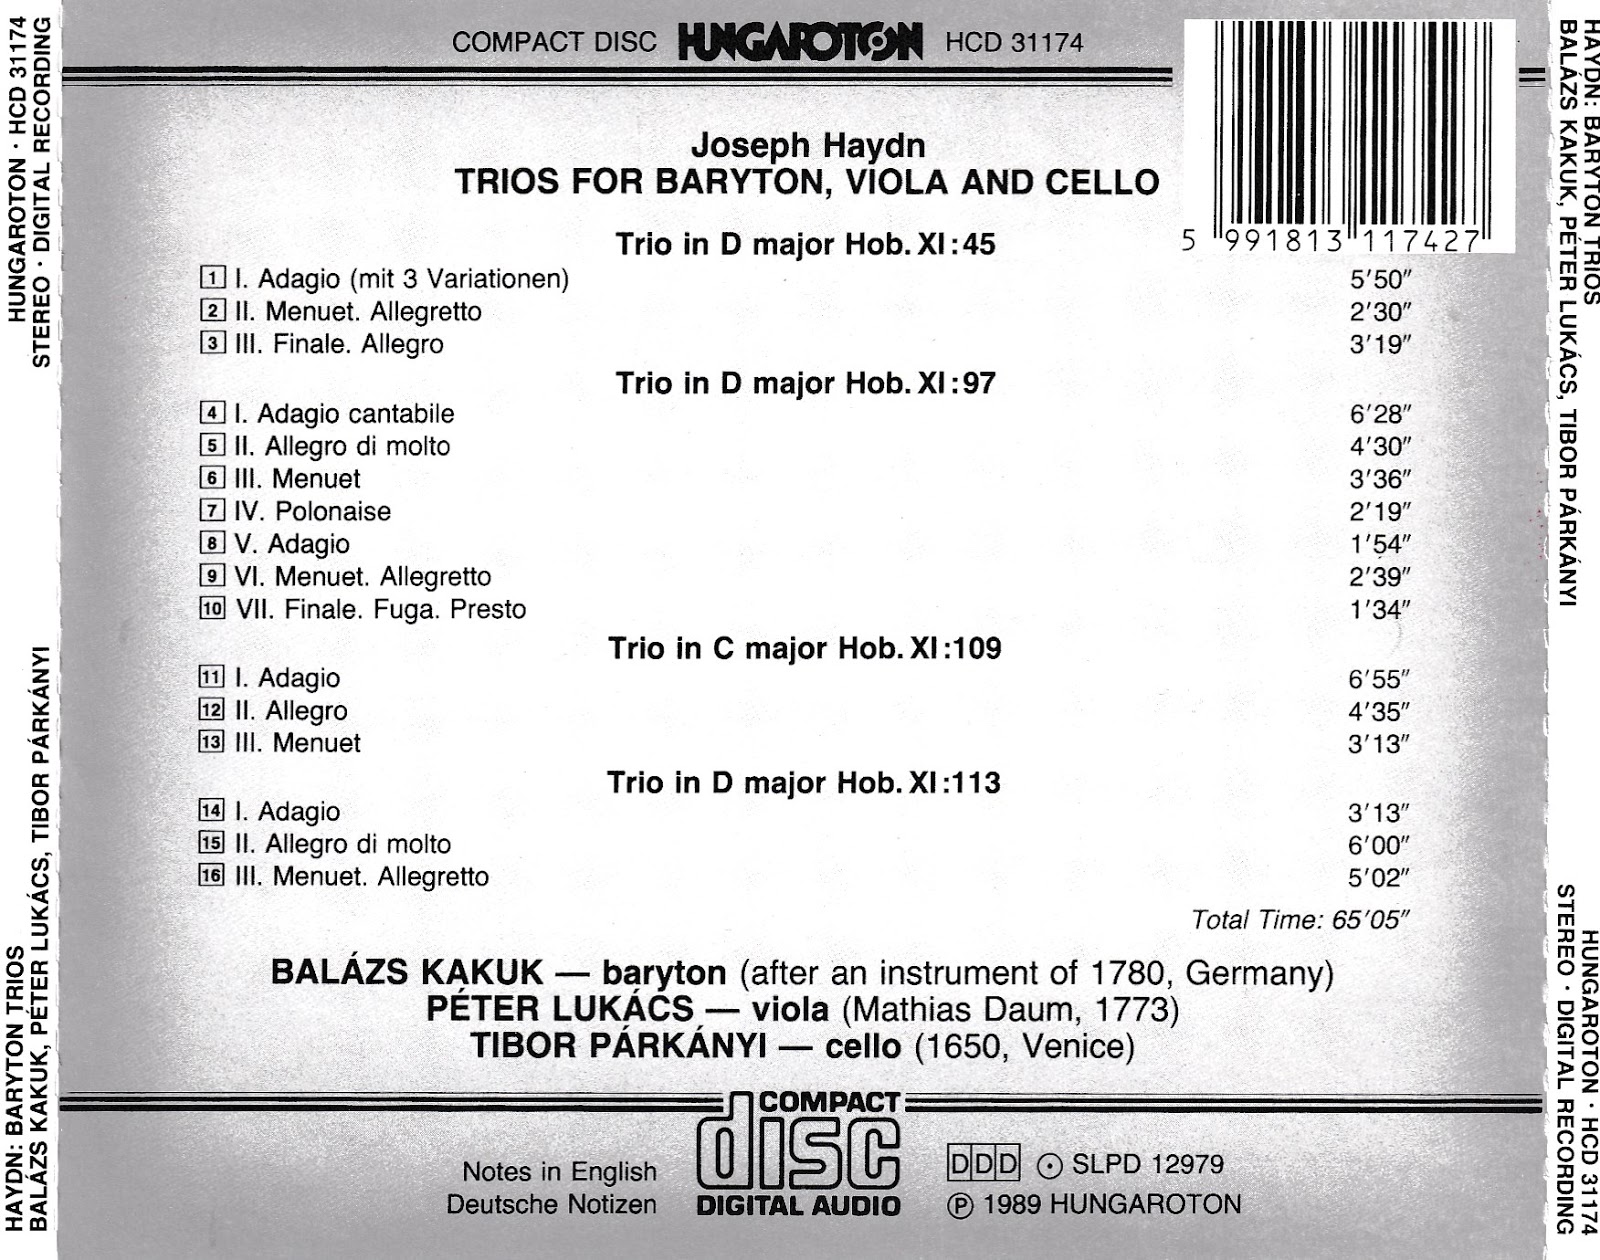 COMPACT DISC HUNGAROTON HCD 31174
5 991813 117427
Joseph Haydn
TRIOS FOR BARYTON, VIOLA AND CELLO
Trio in D major Hob. XI:45
1 I. Adagio (mit 3 Variationen) 5′50″
2 II. Menuet. Allegretto 2′30″
3 III. Finale. Allegro 3′19″
Trio in D major Hob. XI:97
4 I. Adagio cantabile 6′28″
5 II. Allegro di molto 4′30″
6 III. Menuet 3′36″
7 IV. Polonaise 2′19″
8 V. Adagio 1′54″
9 VI. Menuet. Allegretto 2′39″
10 VII. Finale. Fuga. Presto 1′34″
Trio in C major Hob. XI:109
11 I. Adagio 6′55″
12 II. Allegro 4′35″
13 III. Menuet 3′13″
Trio in D major Hob. XI:113
14 I. Adagio 3′13″
15 II. Allegro di molto 6′00″
16 III. Menuet. Allegretto 5′02″
Total Time: 65′05″
BALÁZS KAKUK — baryton (after an instrument of 1780, Germany)
PÉTER LUKÁCS — viola (Mathias Daum, 1773)
TIBOR PÁRKÁNYI — cello (1650, Venice)
Notes in English
Deutsche Notizen
COMPACT
disc
DIGITAL AUDIO
DDD SLPD 12979
℗ 1989 HUNGAROTON
HAYDN: BARYTON TRIOS
BALÁZS KAKUK, PÉTER LUKÁCS, TIBOR PÁRKÁNYI
HUNGAROTON · HCD 31174
STEREO · DIGITAL RECORDING
HAYDN: BARYTON TRIOS
BALÁZS KAKUK, PÉTER LUKÁCS, TIBOR PÁRKÁNYI
HUNGAROTON · HCD 31174
STEREO · DIGITAL RECORDING